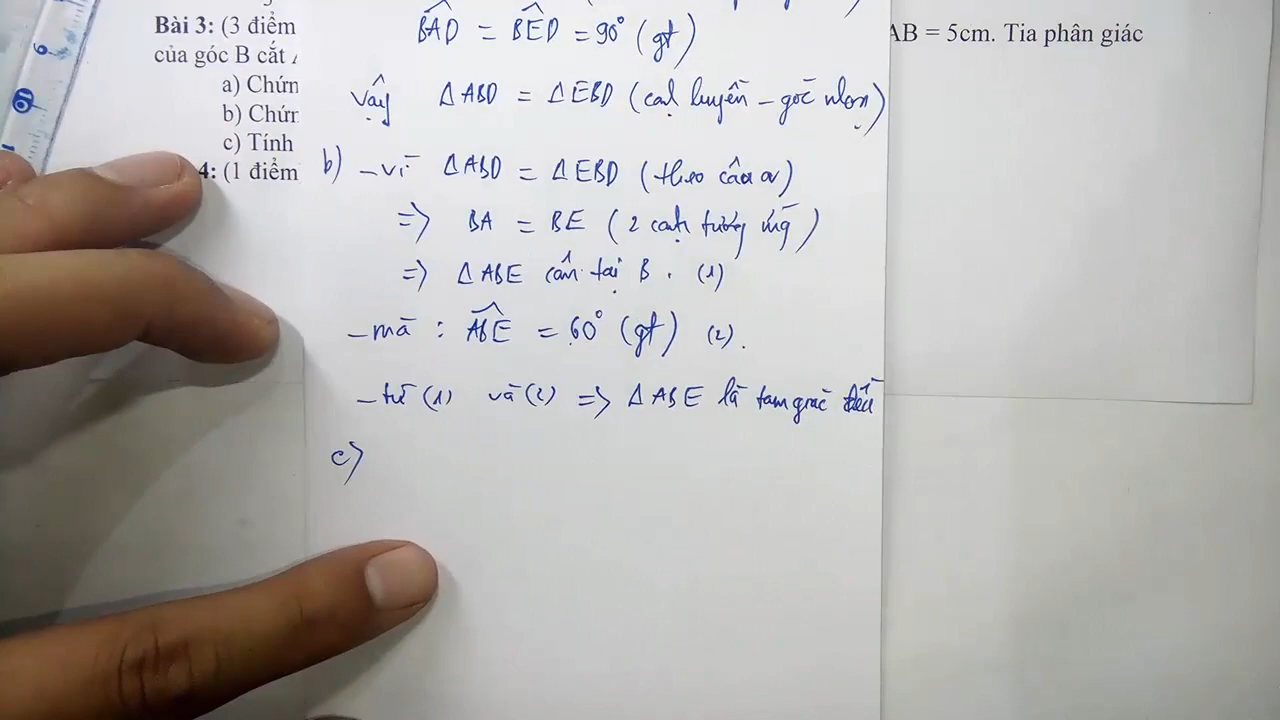 Bài 3: (3 điểm
AB = 5cm. Tia phân giác
của góc B cắt
a) Chứn
b) Chứr
c) Tính
4: (1 điểm
BAD = BED = 90° (gt)
vậy ΔABD = ΔEBD (cạnh huyền - góc nhọn)
b) - vì ΔABD = ΔEBD (theo câu a)
=> BA = BE (2 cạnh tương ứng)
=> ΔABE cân tại B. (1)
- mà : ABE = 60° (gt) (2).
- từ (1) và (2) => ΔABE là tam giác đều
c)